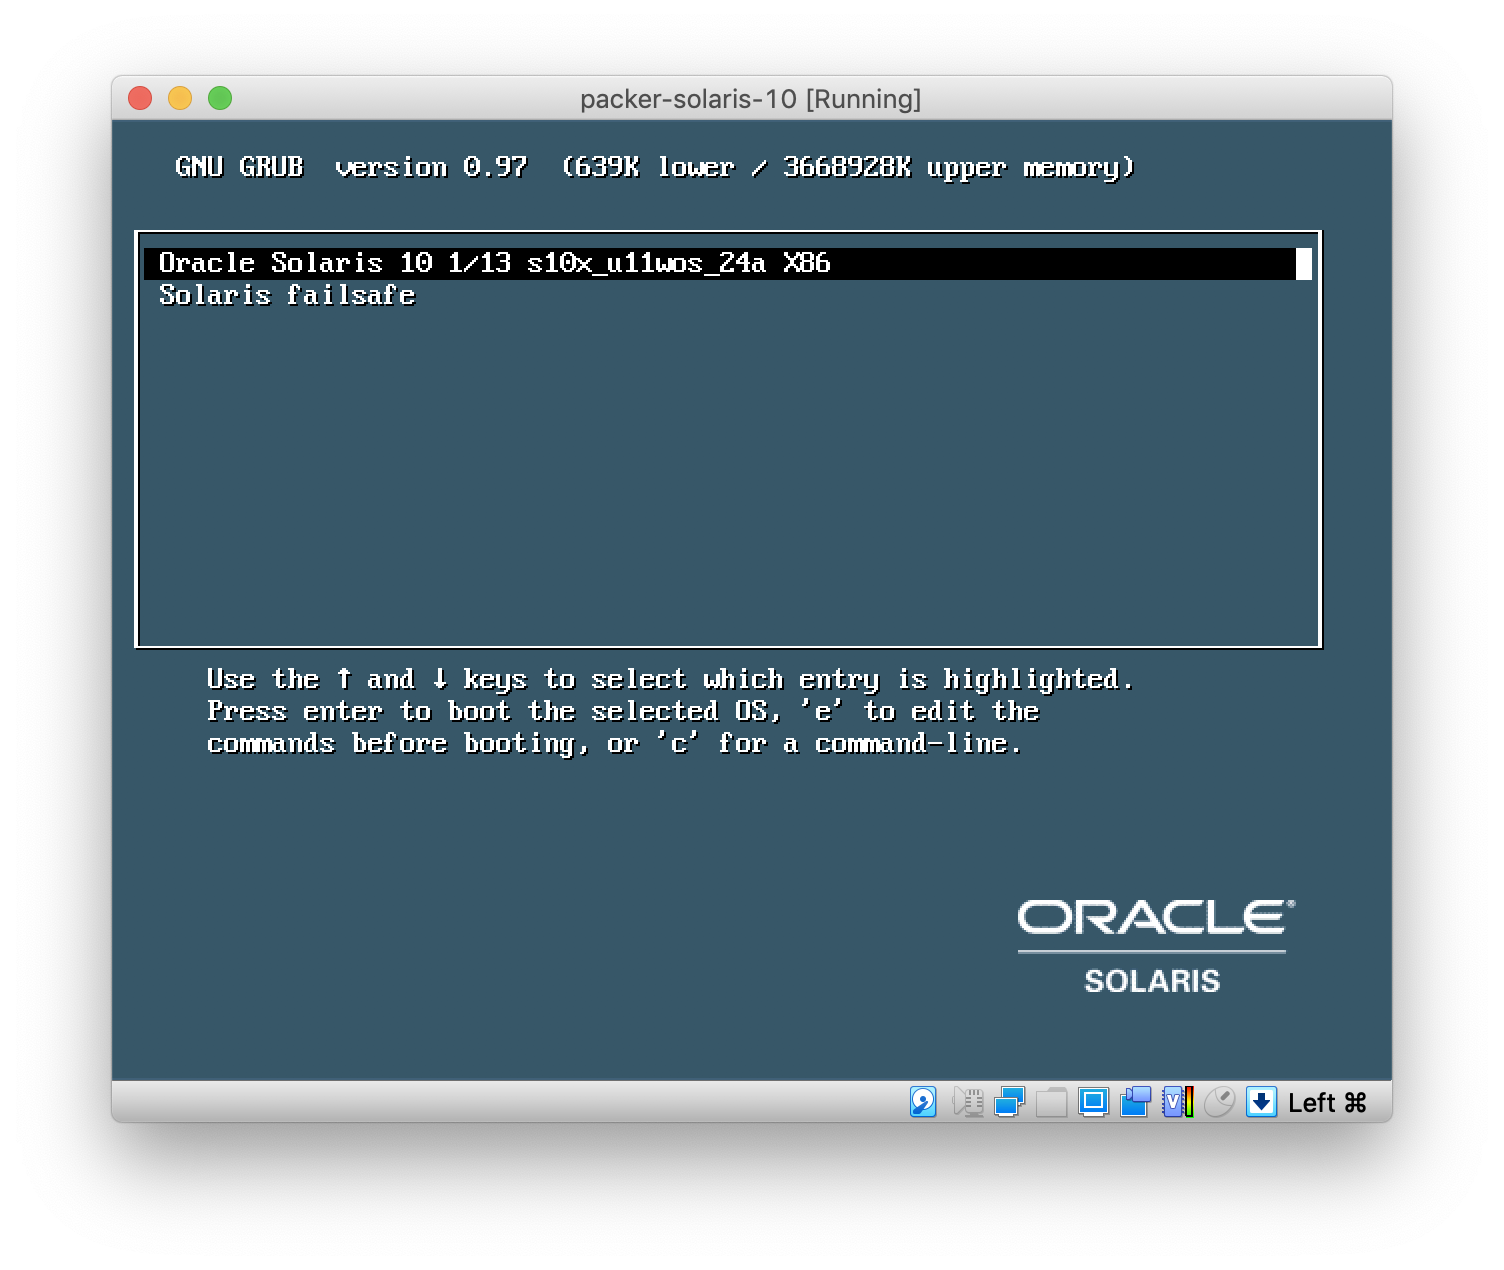 packer-solaris-10 [Running]
GNU GRUB  version 0.97  (639K lower / 3668928K upper memory)
Oracle Solaris 10 1/13 s10x_u11wos_24a X86
Solaris failsafe
Use the ↑ and ↓ keys to select which entry is highlighted.
Press enter to boot the selected OS, 'e' to edit the
commands before booting, or 'c' for a command-line.
ORACLE®
SOLARIS
V
Left ⌘